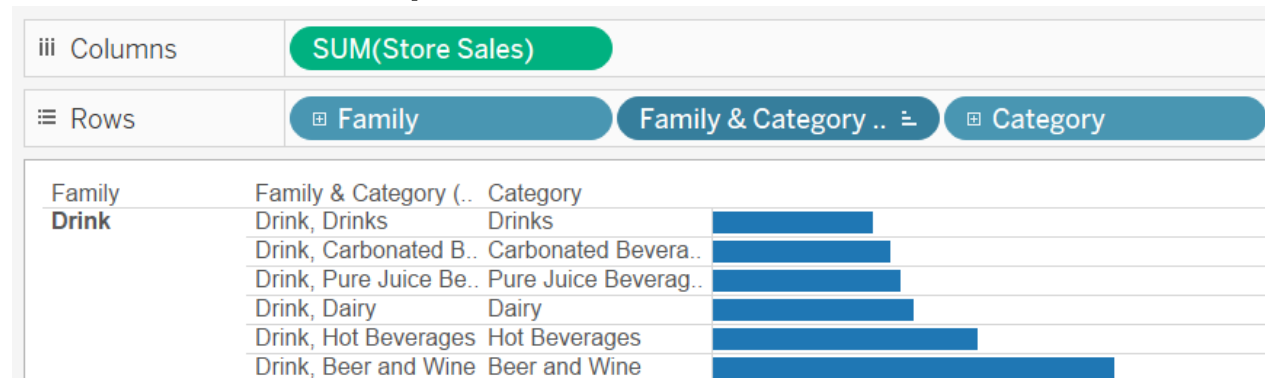 Columns SUM(Store Sales)
Rows Family Family & Category .. Category
Family Family & Category (.. Category
Drink Drink, Drinks Drinks
Drink, Carbonated B.. Carbonated Bevera..
Drink, Pure Juice Be.. Pure Juice Beverag..
Drink, Dairy Dairy
Drink, Hot Beverages Hot Beverages
Drink, Beer and Wine Beer and Wine